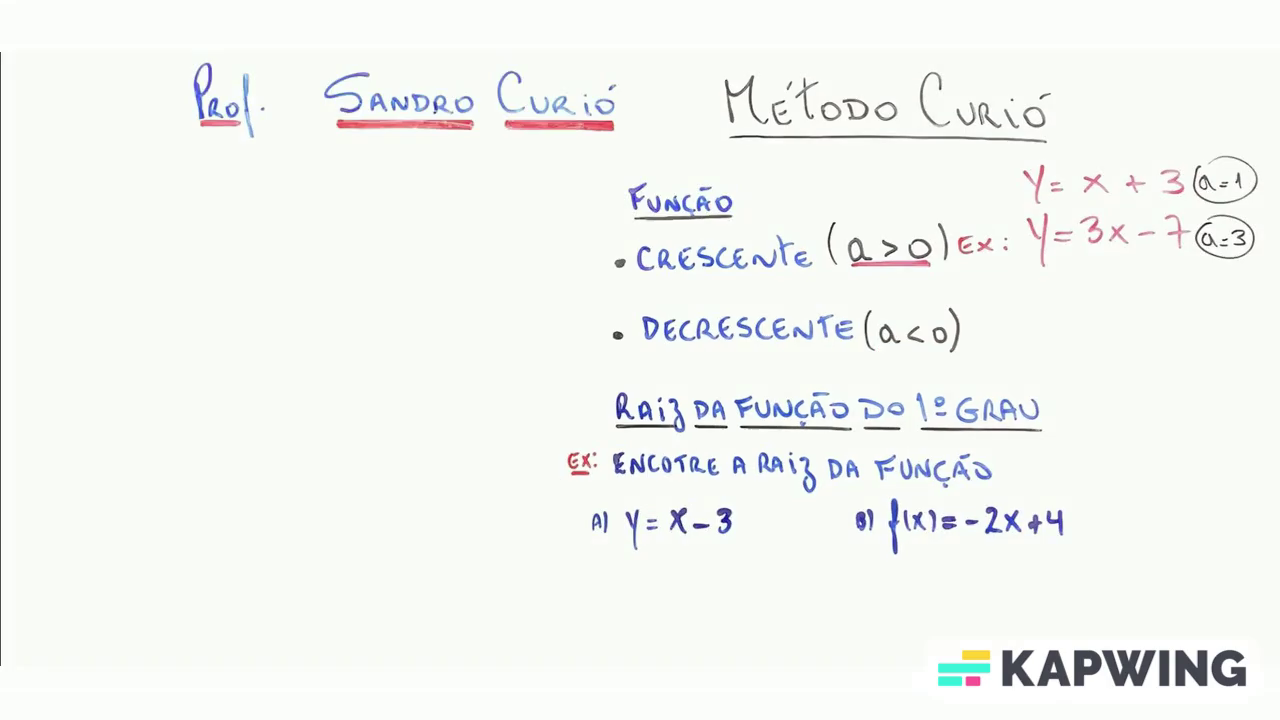 Prof. SANDRO CURIÓ MÉTODO CURIÓ
FUNÇÃO
y = x + 3 a=1
• CRESCENTE (a > 0) Ex: y = 3x - 7 a=3
• DECRESCENTE (a < 0)
RAIZ DA FUNÇÃO DO 1º GRAU
Ex: ENCOTRE A RAIZ DA FUNÇÃO
A) y = x - 3 B) f(x) = -2x + 4
KAPWING